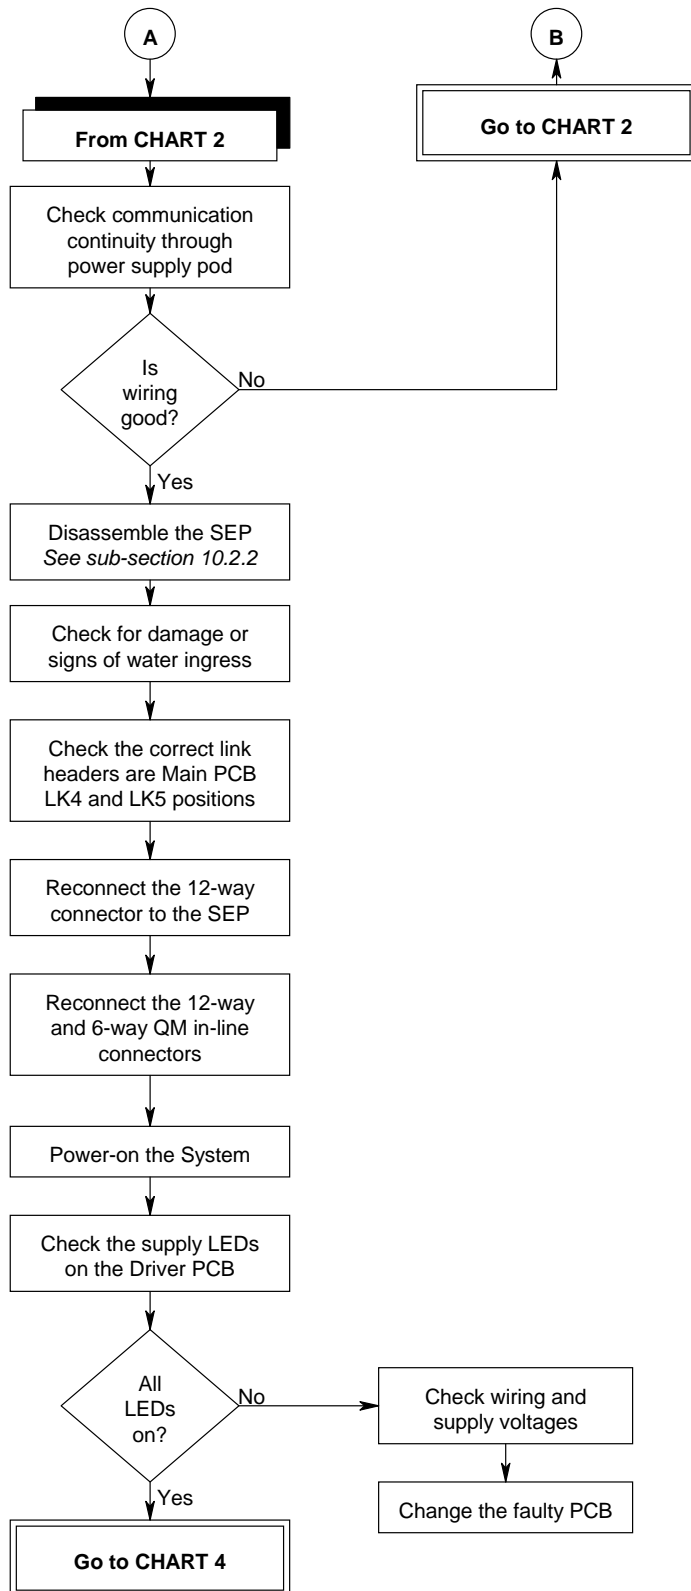 A
B
From CHART 2
Go to CHART 2
Check communication
continuity through
power supply pod
Is
wiring
good?
No
Yes
Disassemble the SEP
See sub-section 10.2.2
Check for damage or
signs of water ingress
Check the correct link
headers are Main PCB
LK4 and LK5 positions
Reconnect the 12-way
connector to the SEP
Reconnect the 12-way
and 6-way QM in-line
connectors
Power-on the System
Check the supply LEDs
on the Driver PCB
All
LEDs
on?
No
Check wiring and
supply voltages
Change the faulty PCB
Yes
Go to CHART 4